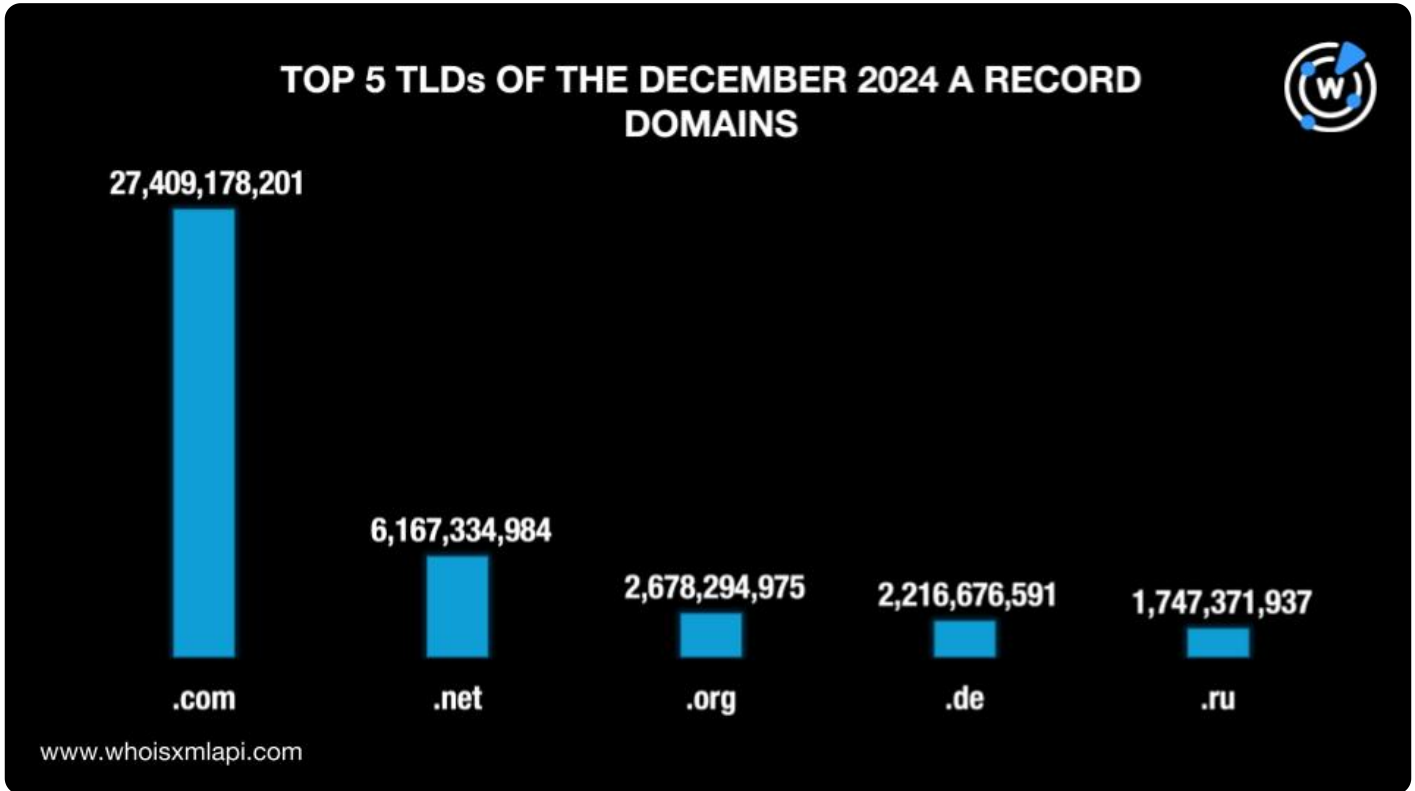 TOP 5 TLDs OF THE DECEMBER 2024 A RECORD
DOMAINS
W
27,409,178,201
6,167,334,984
2,678,294,975
2,216,676,591
1,747,371,937
.com
.net
.org
.de
.ru
www.whoisxmlapi.com